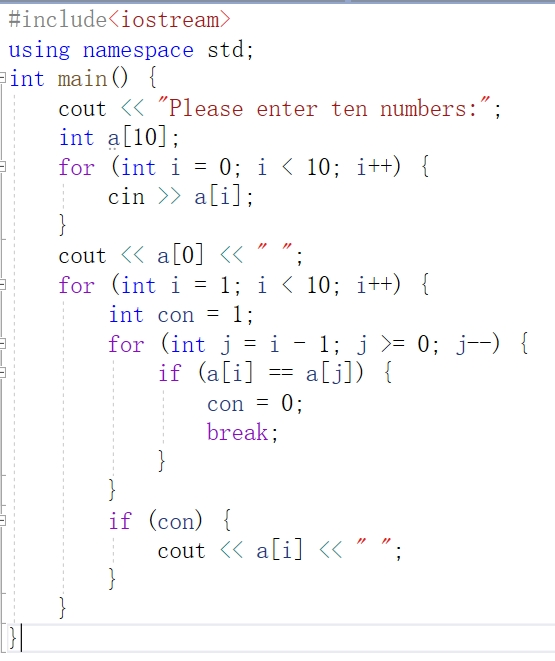 #include<iostream>
using namespace std;
int main() {
    cout << "Please enter ten numbers:";
    int a[10];
    for (int i = 0; i < 10; i++) {
        cin >> a[i];
    }
    cout << a[0] << " ";
    for (int i = 1; i < 10; i++) {
        int con = 1;
        for (int j = i - 1; j >= 0; j--) {
            if (a[i] == a[j]) {
                con = 0;
                break;
            }
        }
        if (con) {
            cout << a[i] << " ";
        }
    }
}